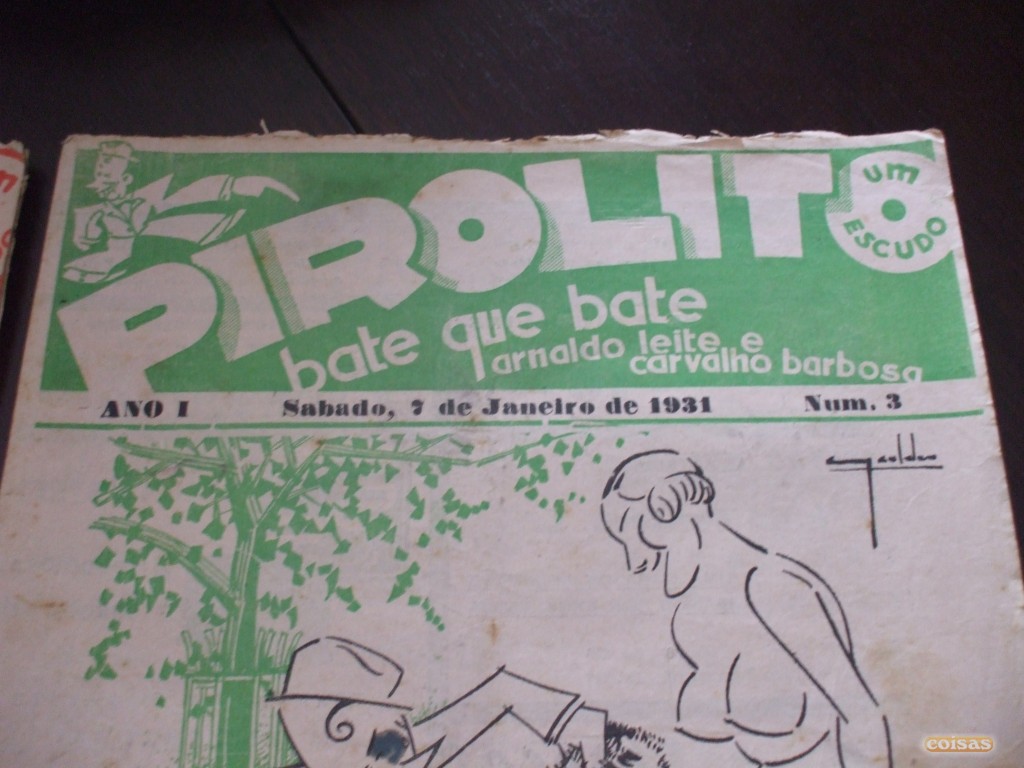 PIROLITO
um
ESCUDO
bate que bate
arnaldo leite e
carvalho barbosa
ANO I Sabado, 7 de Janeiro de 1931 Num. 3
coisas